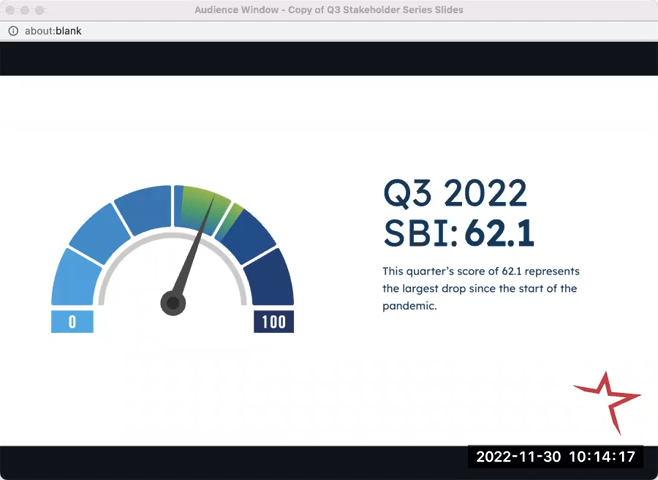 Audience Window - Copy of Q3 Stakeholder Series Slides
about:blank
Q3 2022
SBI: 62.1
This quarter's score of 62.1 represents
the largest drop since the start of the
pandemic.
0
100
2022-11-30 10:14:17